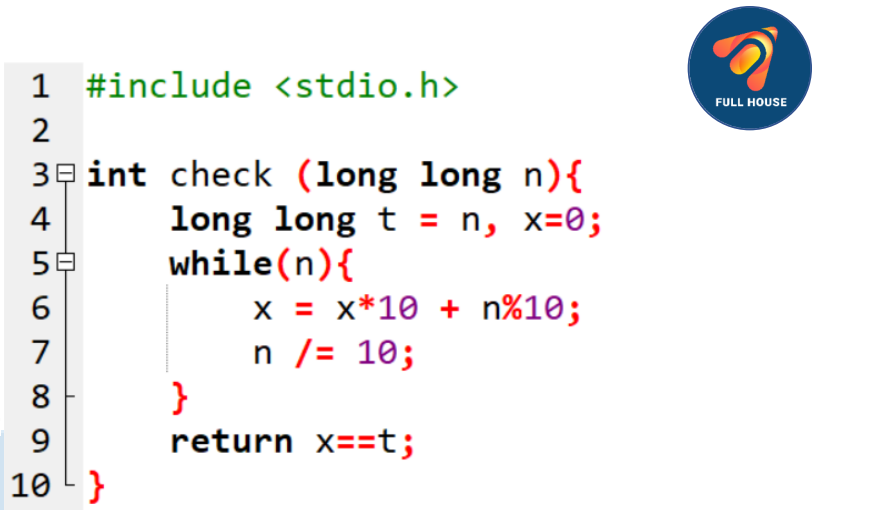 FULL HOUSE
1 #include <stdio.h>
2
3 int check (long long n){
4     long long t = n, x=0;
5     while(n){
6         x = x*10 + n%10;
7         n /= 10;
8     }
9     return x==t;
10 }